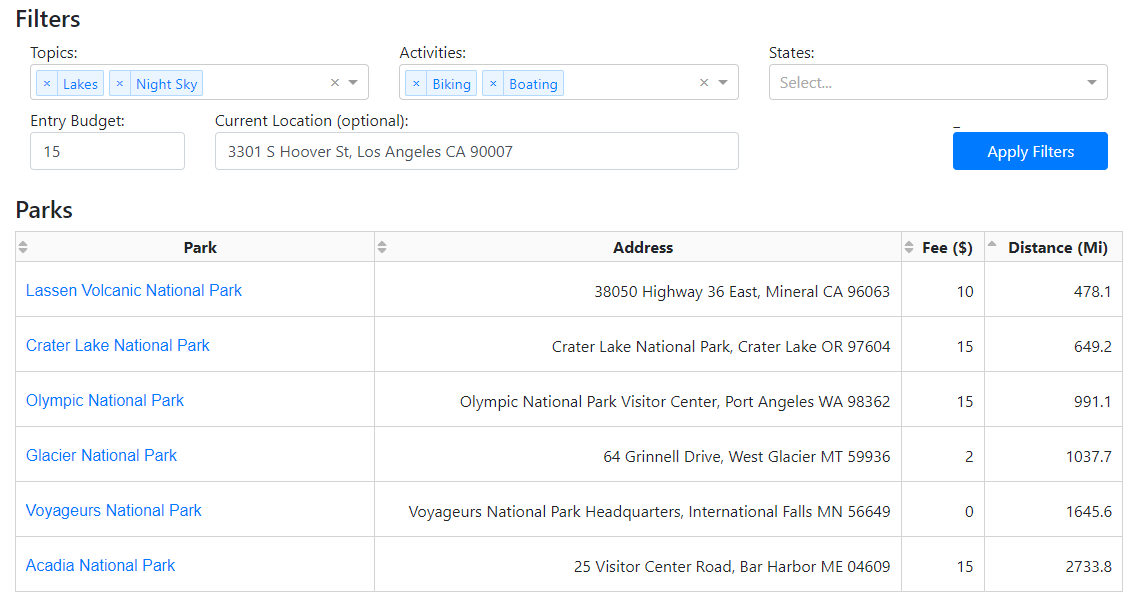 Filters
Topics: Activities: States:
× Lakes × Night Sky × × Biking × Boating × Select...
Entry Budget: Current Location (optional): _
15 3301 S Hoover St, Los Angeles CA 90007 Apply Filters
Parks
Park Address Fee ($) Distance (Mi)
Lassen Volcanic National Park 38050 Highway 36 East, Mineral CA 96063 10 478.1
Crater Lake National Park Crater Lake National Park, Crater Lake OR 97604 15 649.2
Olympic National Park Olympic National Park Visitor Center, Port Angeles WA 98362 15 991.1
Glacier National Park 64 Grinnell Drive, West Glacier MT 59936 2 1037.7
Voyageurs National Park Voyageurs National Park Headquarters, International Falls MN 56649 0 1645.6
Acadia National Park 25 Visitor Center Road, Bar Harbor ME 04609 15 2733.8